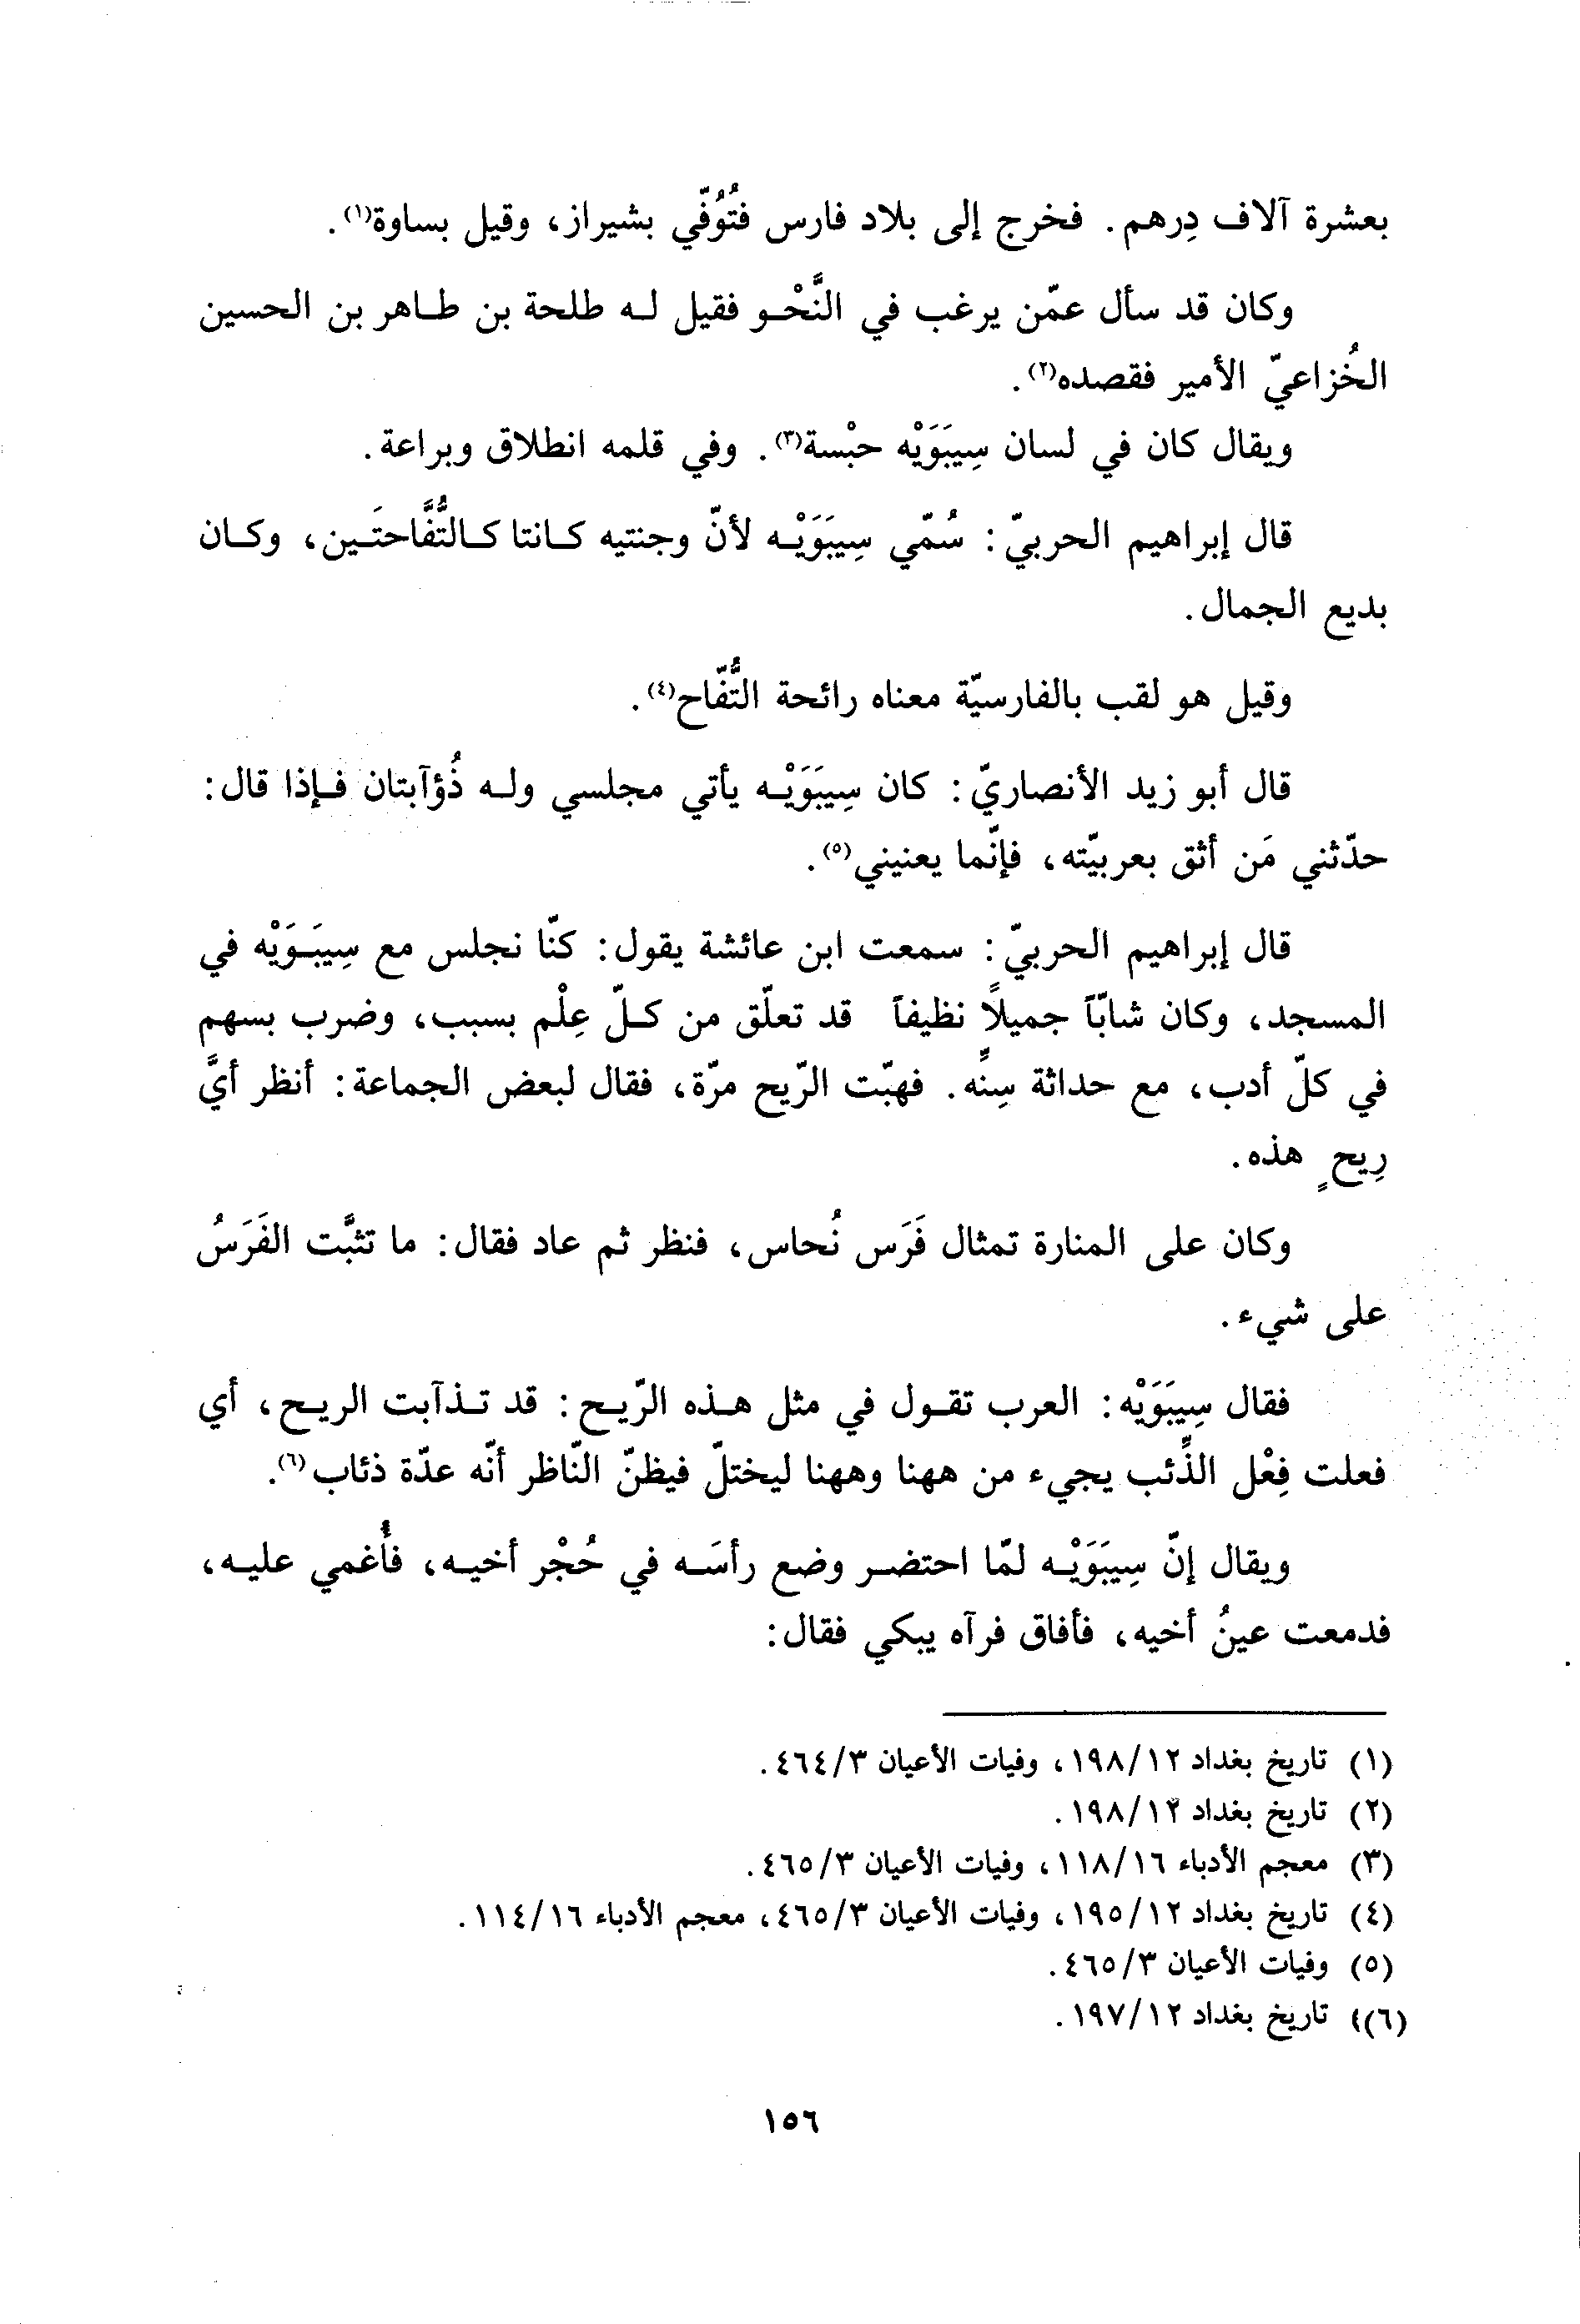 بعشرة آلاف دِرهم. فخرج إلى بلاد فارس فتُوُفّي بشيراز، وقيل بساوة(١).
وكان قد سأل عمّن يرغب في النَّحْو فقيل له طلحة بن طاهر بن الحسين
الخُزاعيّ الأمير فقصده(٢).
ويقال كان في لسان سِيبَوَيْه حبْسة(٣). وفي قلمه انطلاق وبراعة.
قال إبراهيم الحربيّ: سُمّي سِيبَوَيْه لأنّ وجنتيه كانتا كالتُّفَّاحتَين، وكان
بديع الجمال.
وقيل هو لقب بالفارسيّة معناه رائحة التُّفّاح(٤).
قال أبو زيد الأنصاريّ: كان سِيبَوَيْه يأتي مجلسي وله ذُؤآبتان فإذا قال:
حدّثني مَن أثق بعربيّته، فإنّما يعنيني(٥).
قال إبراهيم الحربيّ: سمعت ابن عائشة يقول: كنّا نجلس مع سِيبَوَيْه في
المسجد، وكان شابّاً جميلًا نظيفاً قد تعلّق من كلّ عِلْم بسبب، وضرب بسهم
في كلّ أدب، مع حداثة سِنِّه. فهبّت الرّيح مرّة، فقال لبعض الجماعة: أنظر أيَّ
رِيحٍ هذه.
وكان على المنارة تمثال فَرَس نُحاس، فنظر ثم عاد فقال: ما تثبَّت الفَرَسُ
على شيء.
فقال سِيبَوَيْه: العرب تقول في مثل هذه الرّيح: قد تذآبت الريح، أي
فعلت فِعْل الذِّئب يجيء من ههنا وههنا ليختلّ فيظنّ النّاظر أنّه عدّة ذئاب(٦).
ويقال إنّ سِيبَوَيْه لمّا احتضر وضع رأسَه في حُجْر أخيه، فأُغمي عليه،
فدمعت عينُ أخيه، فأفاق فرآه يبكي فقال:
(١) تاريخ بغداد ١٩٨/١٢، وفيات الأعيان ٤٦٤/٣.
(٢) تاريخ بغداد ١٩٨/١٢.
(٣) معجم الأدباء ١١٨/١٦، وفيات الأعيان ٤٦٥/٣.
(٤) تاريخ بغداد ١٩٥/١٢، وفيات الأعيان ٤٦٥/٣، معجم الأدباء ١١٤/١٦.
(٥) وفيات الأعيان ٤٦٥/٣.
(٦)٤ تاريخ بغداد ١٩٧/١٢.
١٥٦